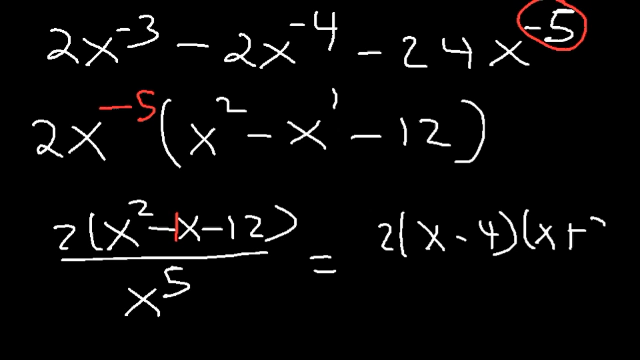 2x^-3 - 2x^-4 - 24x^-5
2x^-5 (x^2 - x^1 - 12)
2(x^2 - 1x - 12) / x^5 = 2(x - 4)(x +